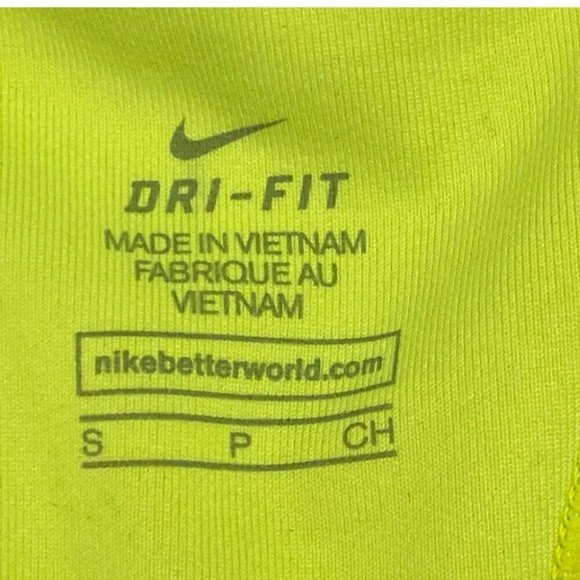 DRI-FIT
MADE IN VIETNAM
FABRIQUE AU
VIETNAM
nikebetterworld.com
S P CH